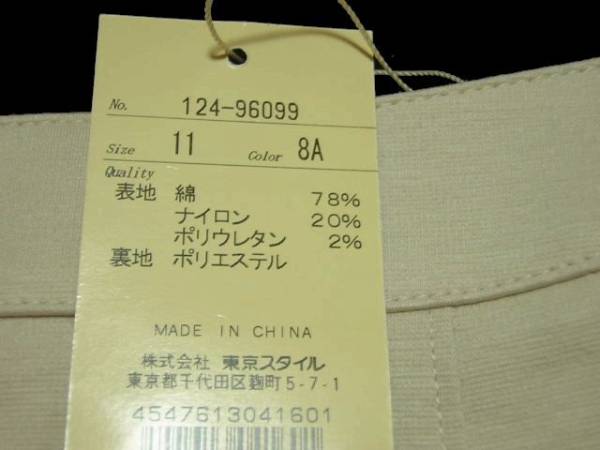 No. 124-96099
Size 11 Color 8A
Quality
表地 綿 78%
ナイロン 20%
ポリウレタン 2%
裏地 ポリエステル
MADE IN CHINA
株式会社 東京スタイル
東京都千代田区麹町5-7-1
4547613041601